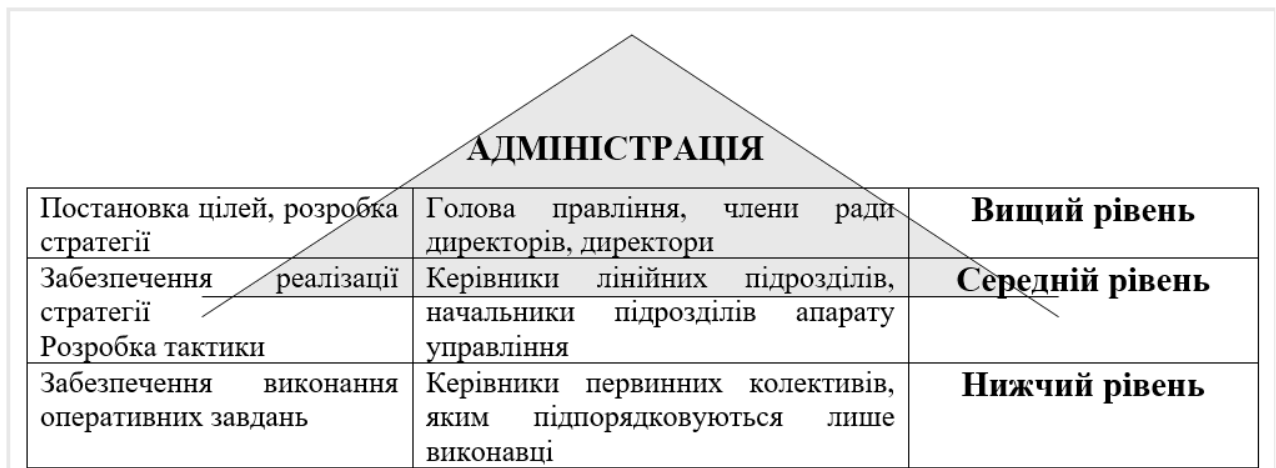 АДМІНІСТРАЦІЯ
Постановка цілей, розробка
стратегії
Голова правління, члени ради
директорів, директори
Вищий рівень
Забезпечення реалізації
стратегії
Розробка тактики
Керівники лінійних підрозділів,
начальники підрозділів апарату
управління
Середній рівень
Забезпечення виконання
оперативних завдань
Керівники первинних колективів,
яким підпорядковуються лише
виконавці
Нижчий рівень